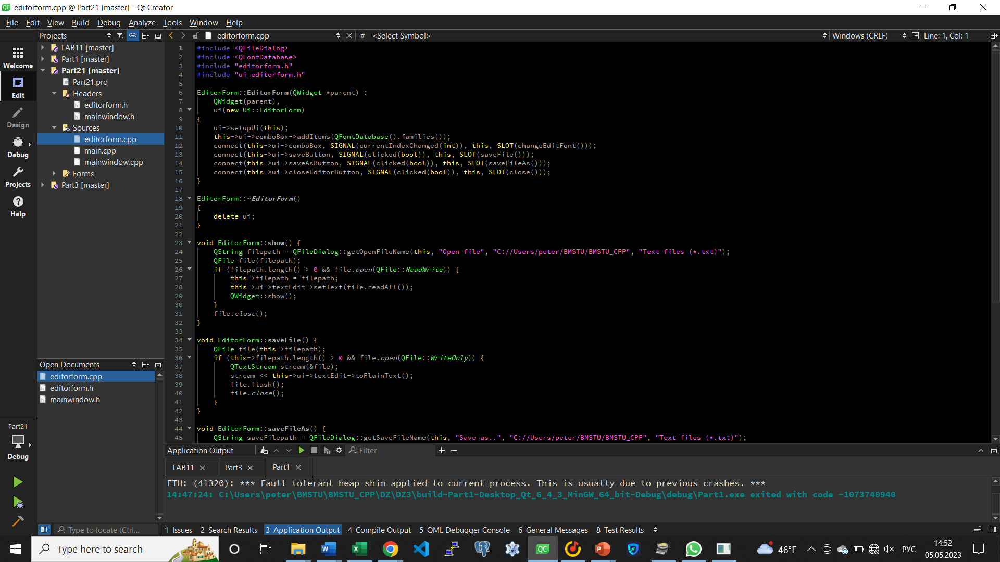 editorform.cpp @ Part21 [master] - Qt Creator
File Edit View Build Debug Analyze Tools Window Help
Projects
editorform.cpp
# <Select Symbol>
Windows (CRLF)
Line: 1, Col: 1
Welcome
Edit
Design
Debug
Projects
Help
LAB11 [master]
Part1 [master]
Part21 [master]
Part21.pro
Headers
editorform.h
mainwindow.h
Sources
editorform.cpp
main.cpp
mainwindow.cpp
Forms
Part3 [master]
Open Documents
editorform.cpp
editorform.h
mainwindow.h
Part21
Debug
1 #include <QFileDialog>
2 #include <QFontDatabase>
3 #include "editorform.h"
4 #include "ui_editorform.h"
5
6 EditorForm::EditorForm(QWidget *parent) :
7 QWidget(parent),
8 ui(new Ui::EditorForm)
9 {
10 ui->setupUi(this);
11 this->ui->comboBox->addItems(QFontDatabase().families());
12 connect(this->ui->comboBox, SIGNAL(currentIndexChanged(int)), this, SLOT(changeEditFont()));
13 connect(this->ui->saveButton, SIGNAL(clicked(bool)), this, SLOT(saveFile()));
14 connect(this->ui->saveAsButton, SIGNAL(clicked(bool)), this, SLOT(saveFileAs()));
15 connect(this->ui->closeEditorButton, SIGNAL(clicked(bool)), this, SLOT(close()));
16 }
17
18 EditorForm::~EditorForm()
19 {
20 delete ui;
21 }
22
23 void EditorForm::show() {
24 QString filepath = QFileDialog::getOpenFileName(this, "Open file", "C://Users/peter/BMSTU/BMSTU_CPP", "Text files (*.txt)");
25 QFile file(filepath);
26 if (filepath.length() > 0 && file.open(QFile::ReadWrite)) {
27 this->filepath = filepath;
28 this->ui->textEdit->setText(file.readAll());
29 QWidget::show();
30 }
31 file.close();
32 }
33
34 void EditorForm::saveFile() {
35 QFile file(this->filepath);
36 if (this->filepath.length() > 0 && file.open(QFile::WriteOnly)) {
37 QTextStream stream(&file);
38 stream << this->ui->textEdit->toPlainText();
39 file.flush();
40 file.close();
41 }
42 }
43
44 void EditorForm::saveFileAs() {
45 QString saveFilepath = QFileDialog::getSaveFileName(this, "Save as..", "C://Users/peter/BMSTU/BMSTU_CPP", "Text files (*.txt)");
Application Output
Filter
LAB11 Part3 Part1
FTH: (41320): *** Fault tolerant heap shim applied to current process. This is usually due to previous crashes. ***
14:47:24: C:\Users\peter\BMSTU\BMSTU_CPP\DZ\DZ3\build-Part1-Desktop_Qt_6_4_3_MinGW_64_bit-Debug\debug\Part1.exe exited with code -1073740940
Type to locate (Ctrl...
1 Issues 2 Search Results 3 Application Output 4 Compile Output 5 QML Debugger Console 6 General Messages 8 Test Results
Type here to search
46°F
РУС
14:52
05.05.2023